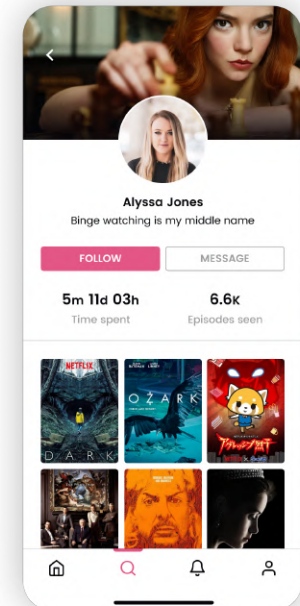 Alyssa Jones
Binge watching is my middle name
FOLLOW
MESSAGE
5m 11d 03h
6.6K
Time spent
Episodes seen
NETFLIX
DARK
OZARK